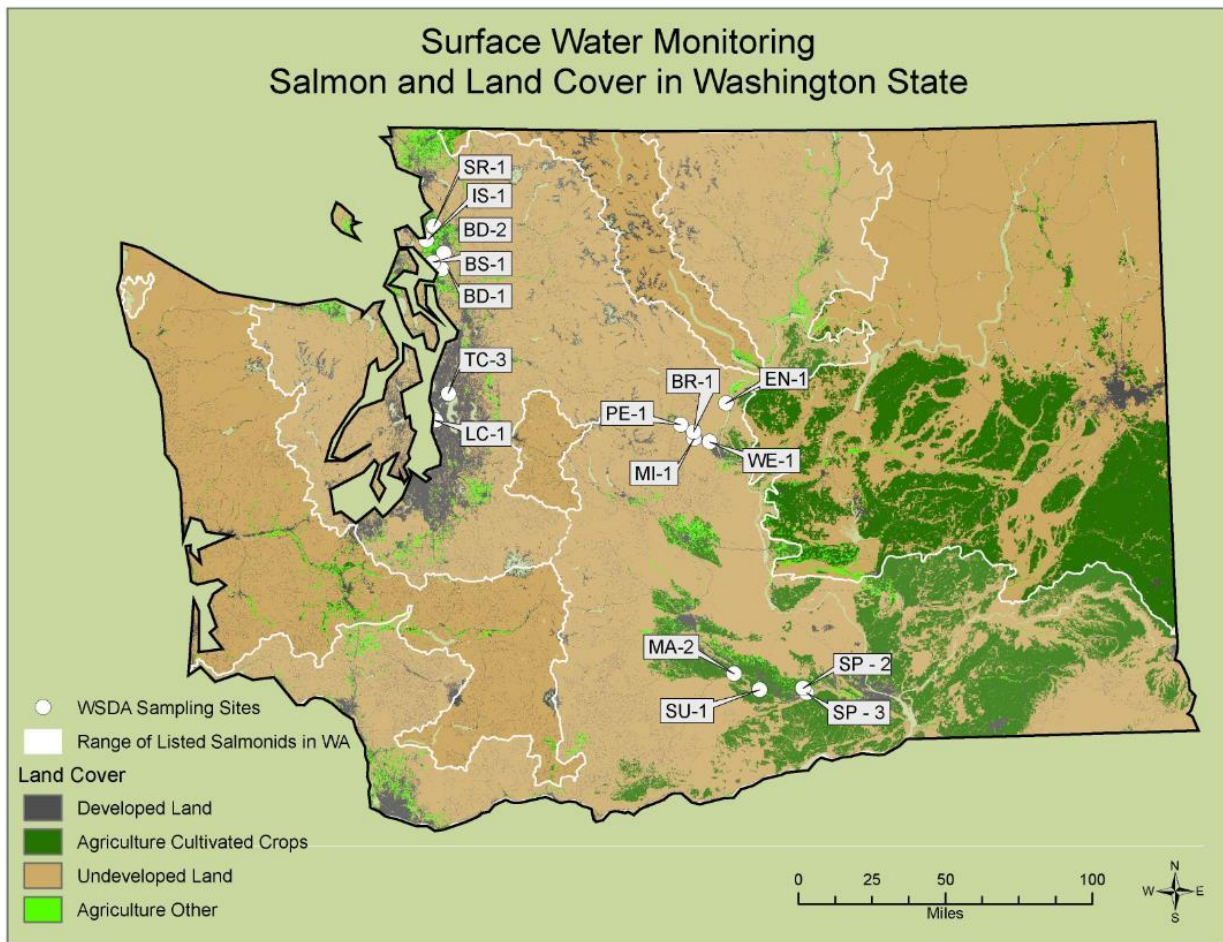 Surface Water Monitoring
Salmon and Land Cover in Washington State
SR-1
IS-1
BD-2
BS-1
BD-1
TC-3
LC-1
BR-1
EN-1
PE-1
MI-1
WE-1
MA-2
SU-1
SP - 2
SP - 3
WSDA Sampling Sites
Range of Listed Salmonids in WA
Land Cover
Developed Land
Agriculture Cultivated Crops
Undeveloped Land
Agriculture Other
0 25 50 100
Miles
N
W E
S